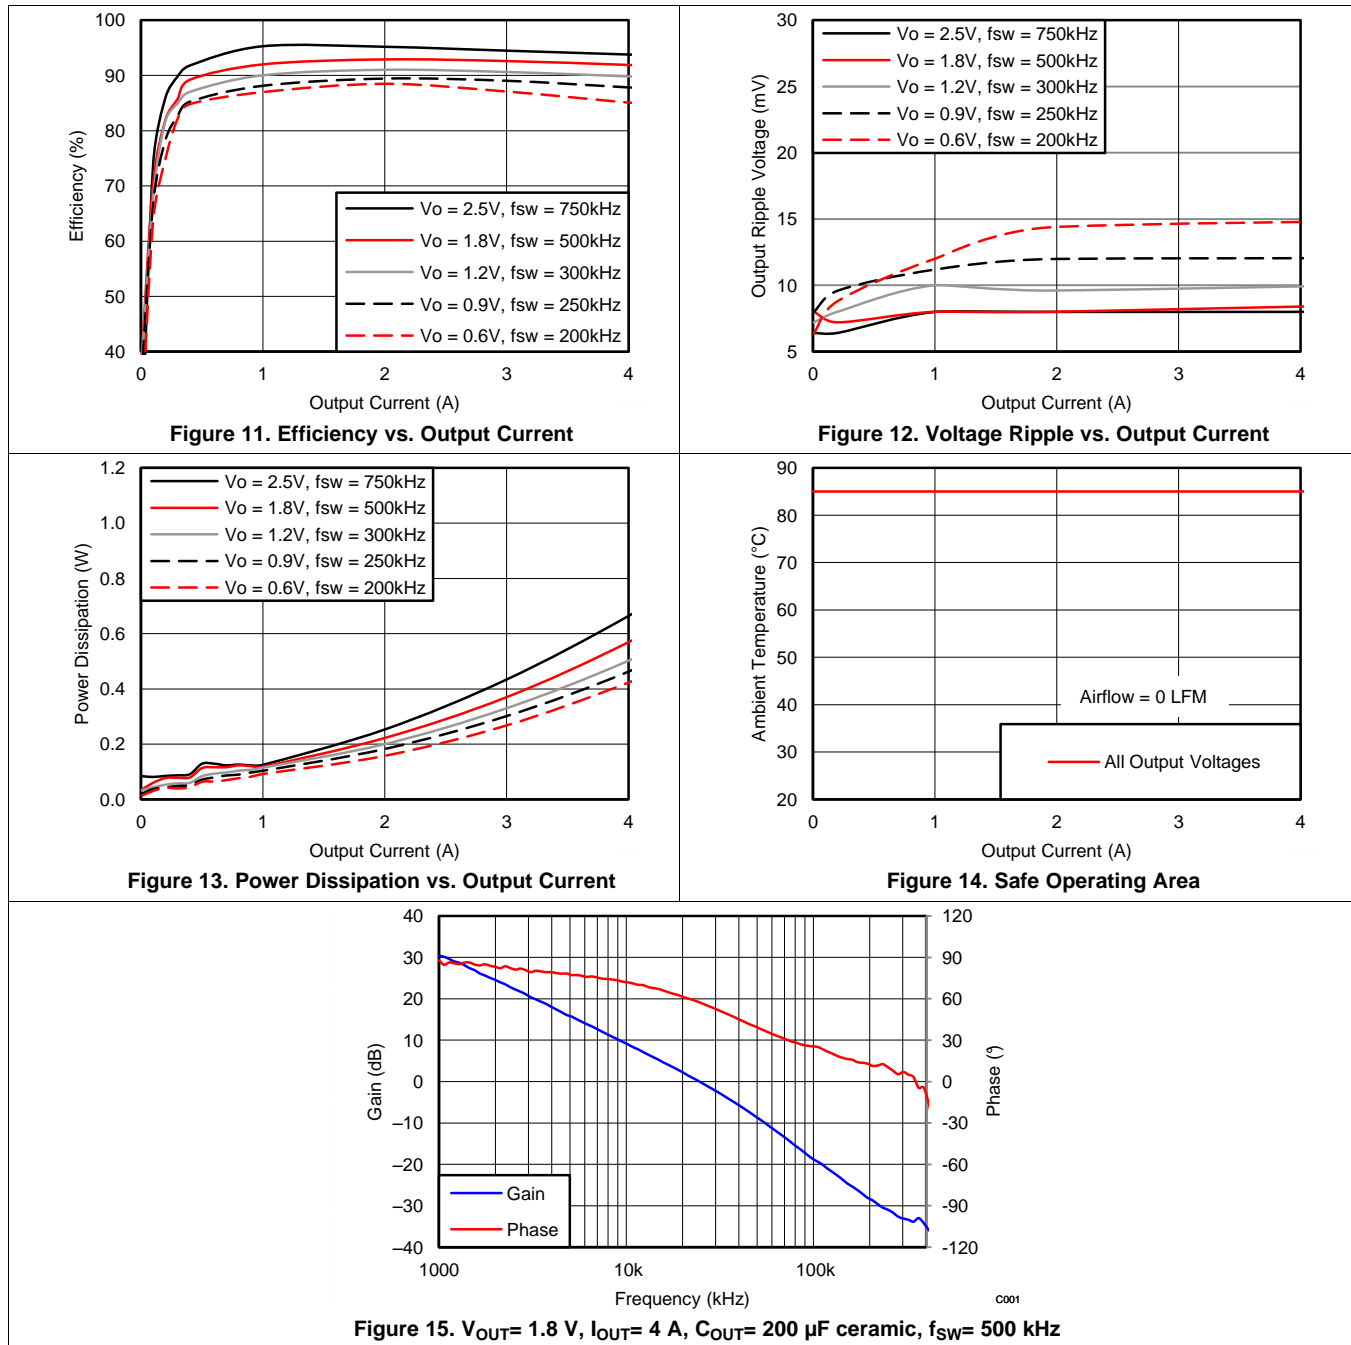 100
90
80
70
60
50
40
Efficiency (%)
Vo = 2.5V, fsw = 750kHz
Vo = 1.8V, fsw = 500kHz
Vo = 1.2V, fsw = 300kHz
Vo = 0.9V, fsw = 250kHz
Vo = 0.6V, fsw = 200kHz
0 1 2 3 4
Output Current (A)
Figure 11. Efficiency vs. Output Current
30
25
20
15
10
5
Output Ripple Voltage (mV)
Vo = 2.5V, fsw = 750kHz
Vo = 1.8V, fsw = 500kHz
Vo = 1.2V, fsw = 300kHz
Vo = 0.9V, fsw = 250kHz
Vo = 0.6V, fsw = 200kHz
0 1 2 3 4
Output Current (A)
Figure 12. Voltage Ripple vs. Output Current
1.2
1.0
0.8
0.6
0.4
0.2
0.0
Power Dissipation (W)
Vo = 2.5V, fsw = 750kHz
Vo = 1.8V, fsw = 500kHz
Vo = 1.2V, fsw = 300kHz
Vo = 0.9V, fsw = 250kHz
Vo = 0.6V, fsw = 200kHz
0 1 2 3 4
Output Current (A)
Figure 13. Power Dissipation vs. Output Current
90
80
70
60
50
40
30
20
Ambient Temperature (°C)
Airflow = 0 LFM
All Output Voltages
0 1 2 3 4
Output Current (A)
Figure 14. Safe Operating Area
40
30
20
10
0
–10
–20
–30
–40
Gain (dB)
120
90
60
30
0
-30
-60
-90
-120
Phase (°)
Gain
Phase
1000 10k 100k
Frequency (kHz)
C001
Figure 15. VOUT= 1.8 V, IOUT= 4 A, COUT= 200 µF ceramic, fSW= 500 kHz